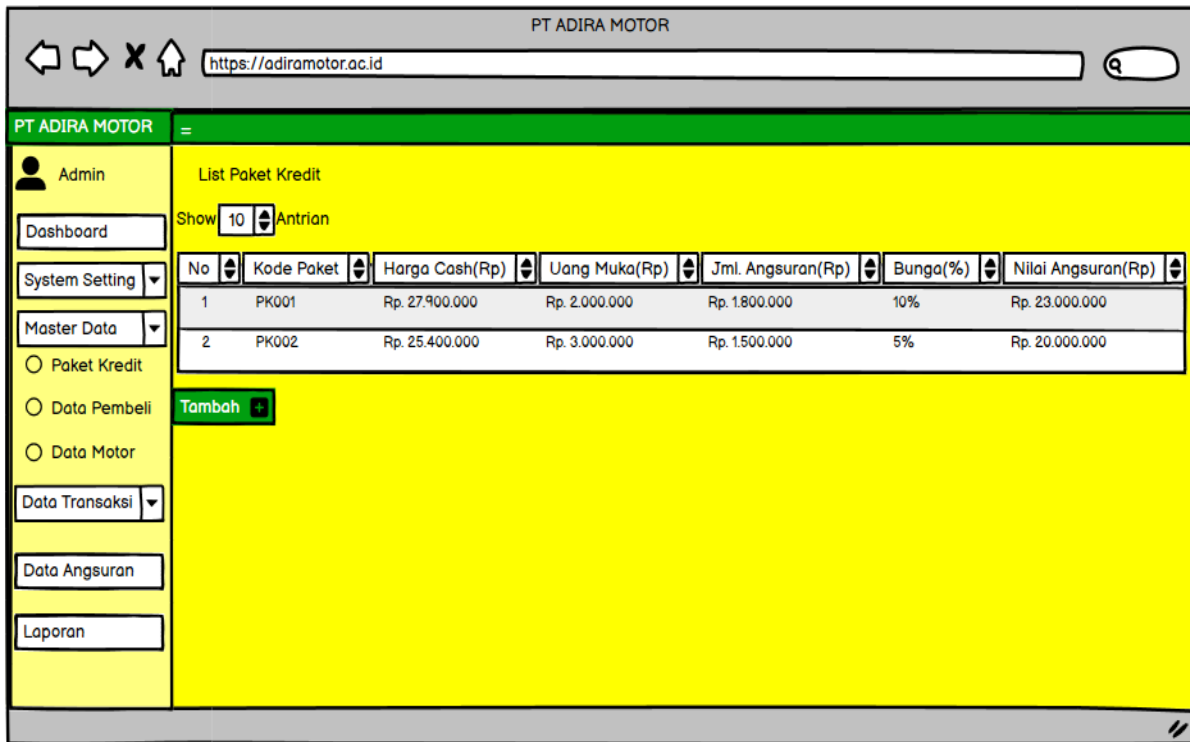 PT ADIRA MOTOR
https://adiramotor.ac.id
PT ADIRA MOTOR =
Admin
Dashboard
System Setting
Master Data
Paket Kredit
Data Pembeli
Data Motor
Data Transaksi
Data Angsuran
Laporan
List Paket Kredit
Show 10 Antrian
No Kode Paket Harga Cash(Rp) Uang Muka(Rp) Jml. Angsuran(Rp) Bunga(%) Nilai Angsuran(Rp)
1 PK001 Rp. 27.900.000 Rp. 2.000.000 Rp. 1.800.000 10% Rp. 23.000.000
2 PK002 Rp. 25.400.000 Rp. 3.000.000 Rp. 1.500.000 5% Rp. 20.000.000
Tambah +